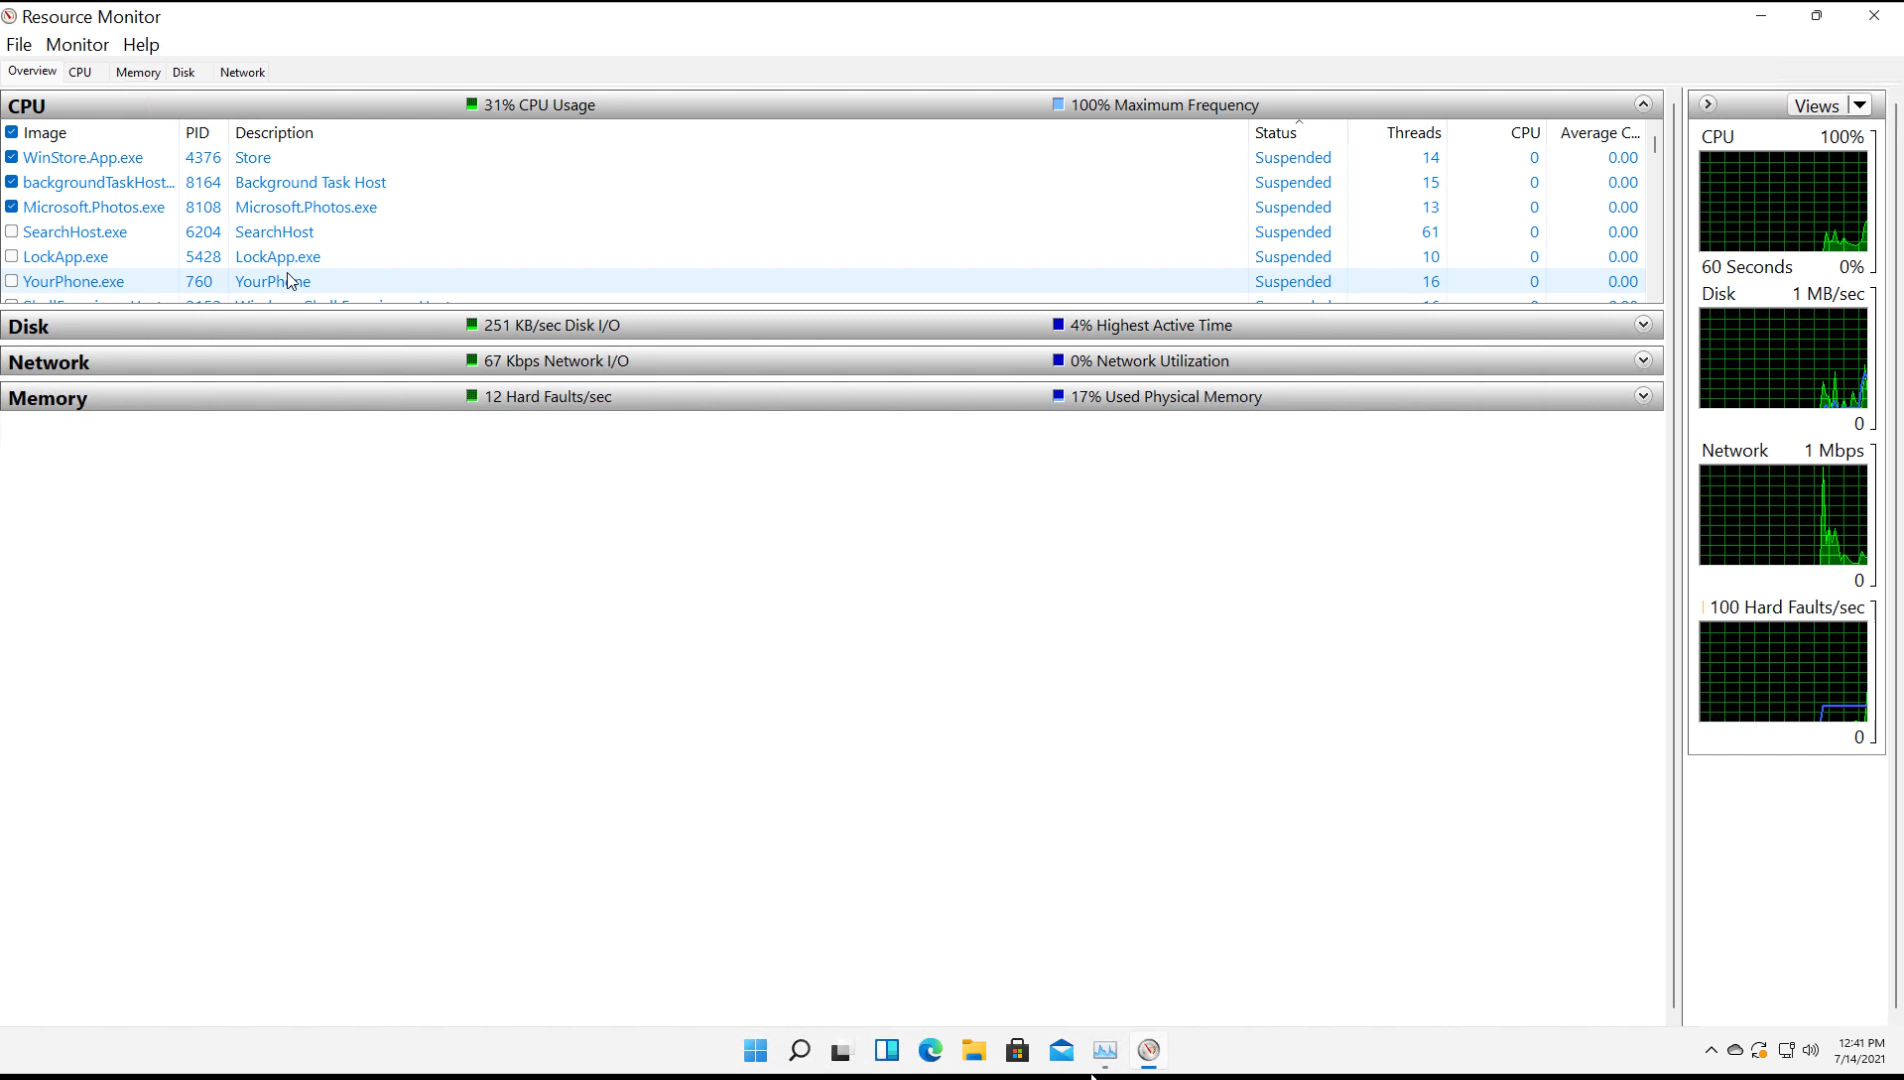 Resource Monitor
File Monitor Help
Overview CPU Memory Disk Network
CPU 31% CPU Usage 100% Maximum Frequency
Image PID Description Status Threads CPU Average C...
WinStore.App.exe 4376 Store Suspended 14 0 0.00
backgroundTaskHost... 8164 Background Task Host Suspended 15 0 0.00
Microsoft.Photos.exe 8108 Microsoft.Photos.exe Suspended 13 0 0.00
SearchHost.exe 6204 SearchHost Suspended 61 0 0.00
LockApp.exe 5428 LockApp.exe Suspended 10 0 0.00
YourPhone.exe 760 YourPhone Suspended 16 0 0.00
Disk 251 KB/sec Disk I/O 4% Highest Active Time
Network 67 Kbps Network I/O 0% Network Utilization
Memory 12 Hard Faults/sec 17% Used Physical Memory
Views
CPU 100%
60 Seconds 0%
Disk 1 MB/sec
0
Network 1 Mbps
0
100 Hard Faults/sec
0
12:41 PM
7/14/2021